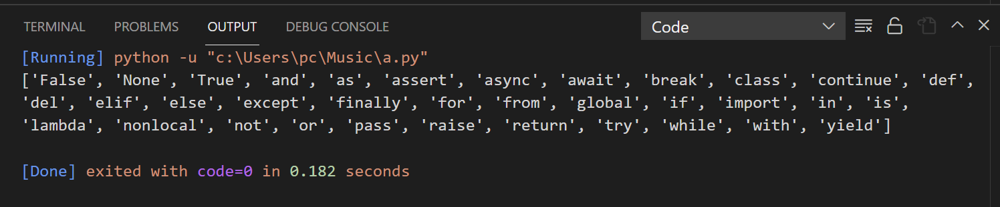 TERMINAL PROBLEMS OUTPUT DEBUG CONSOLE Code
[Running] python -u "c:\Users\pc\Music\a.py"
['False', 'None', 'True', 'and', 'as', 'assert', 'async', 'await', 'break', 'class', 'continue', 'def',
'del', 'elif', 'else', 'except', 'finally', 'for', 'from', 'global', 'if', 'import', 'in', 'is',
'lambda', 'nonlocal', 'not', 'or', 'pass', 'raise', 'return', 'try', 'while', 'with', 'yield']
[Done] exited with code=0 in 0.182 seconds